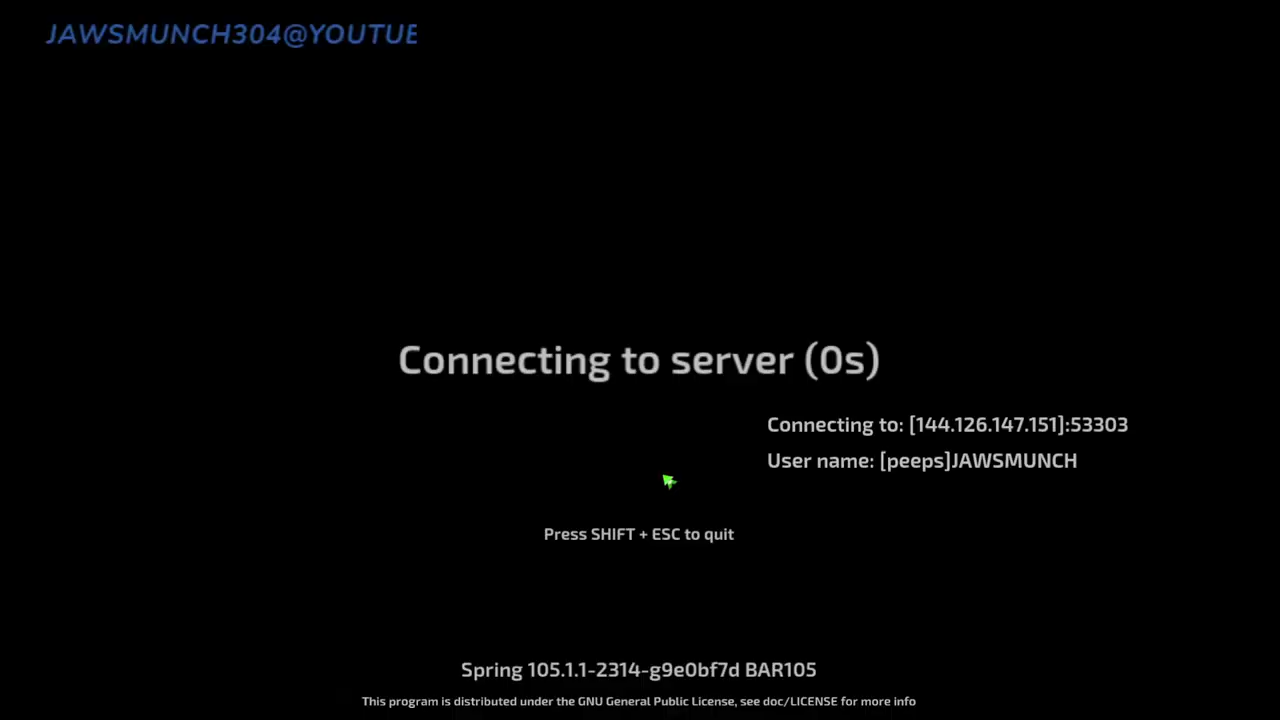 JAWSMUNCH304@YOUTUE
Connecting to server (0s)
Connecting to: [144.126.147.151]:53303
User name: [peeps]JAWSMUNCH
Press SHIFT + ESC to quit
Spring 105.1.1-2314-g9e0bf7d BAR105
This program is distributed under the GNU General Public License, see doc/LICENSE for more info